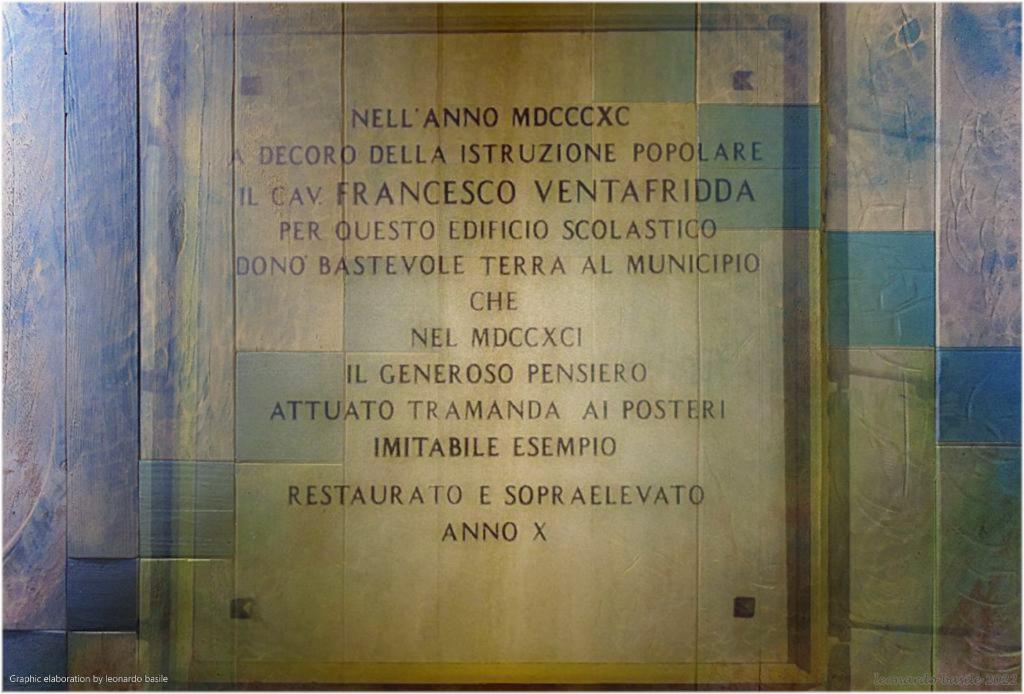 NELL'ANNO MDCCCXC
A DECORO DELLA ISTRUZIONE POPOLARE
IL CAV. FRANCESCO VENTAFRIDDA
PER QUESTO EDIFICIO SCOLASTICO
DONO' BASTEVOLE TERRA AL MUNICIPIO
CHE
NEL MDCCXCI
IL GENEROSO PENSIERO
ATTUATO TRAMANDA AI POSTERI
IMITABILE ESEMPIO
RESTAURATO E SOPRAELEVATO
ANNO X
Graphic elaboration by leonardo basile
leonardo basile 2022